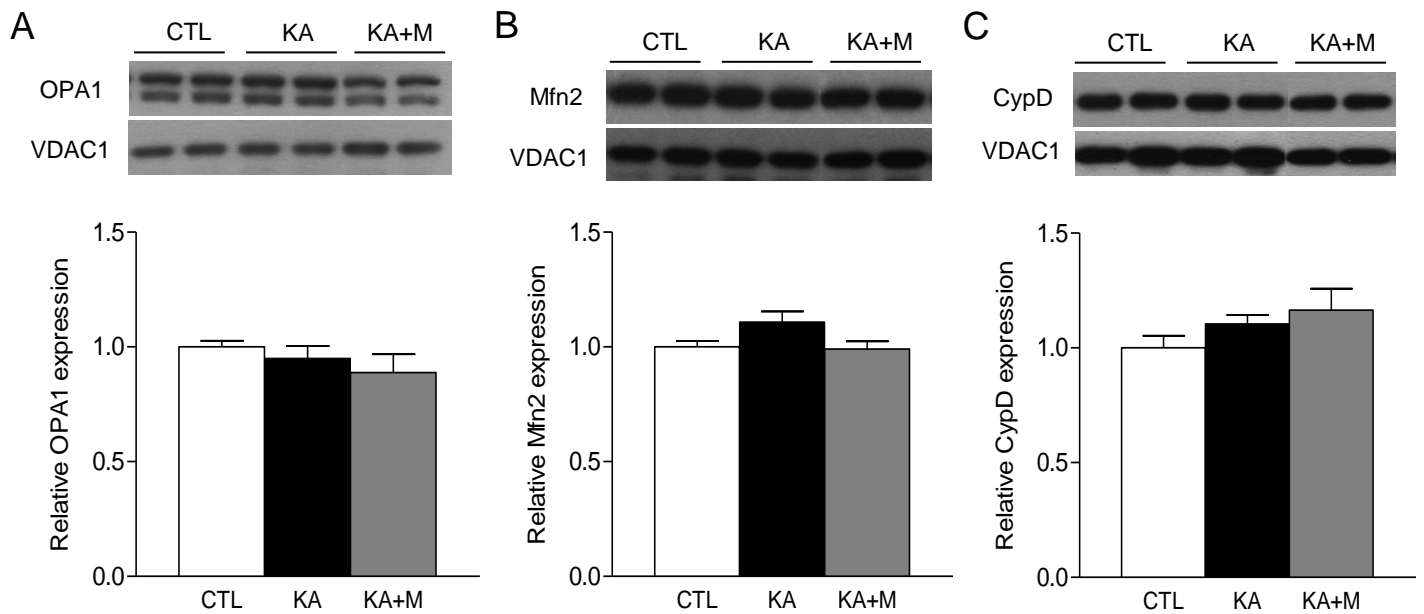 A
CTL KA KA+M
OPA1
VDAC1
1.5
1.0
0.5
0.0
Relative OPA1 expression
CTL KA KA+M
B
CTL KA KA+M
Mfn2
VDAC1
1.5
1.0
0.5
0.0
Relative Mfn2 expression
CTL KA KA+M
C
CTL KA KA+M
CypD
VDAC1
1.5
1.0
0.5
0.0
Relative CypD expression
CTL KA KA+M